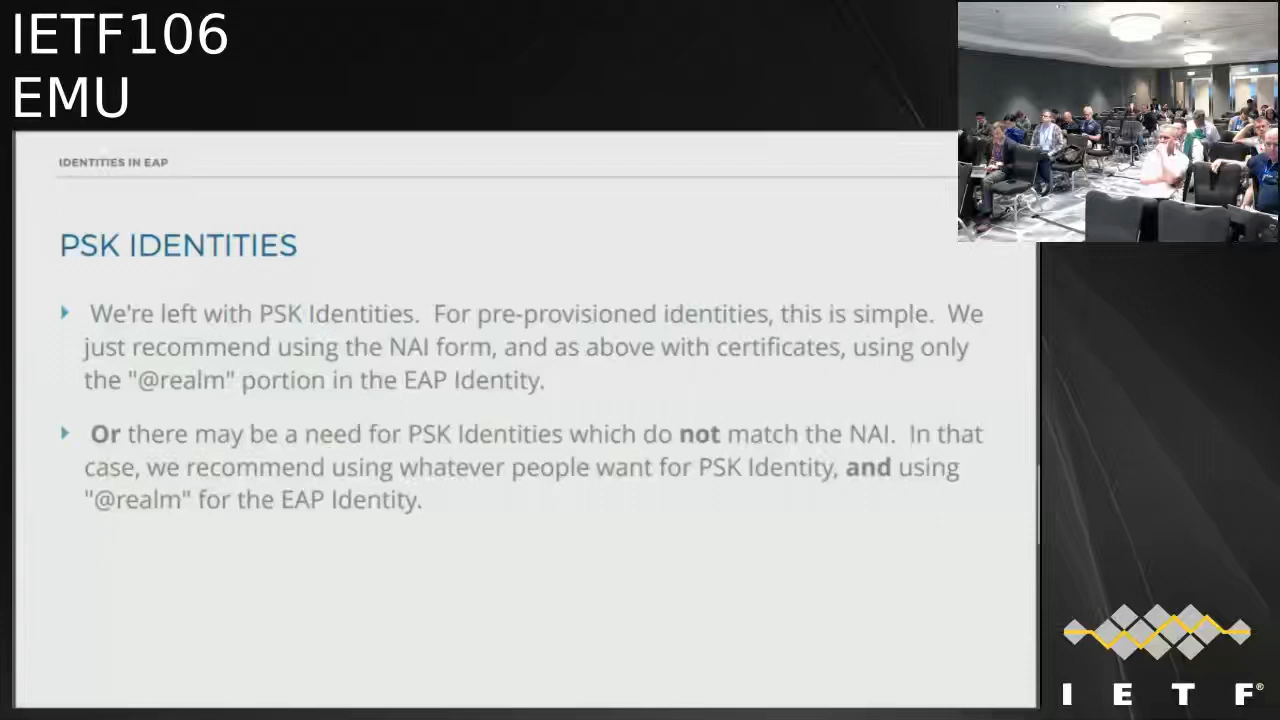 IETF106
EMU
IDENTITIES IN EAP
PSK IDENTITIES
We're left with PSK Identities. For pre-provisioned identities, this is simple. We
just recommend using the NAI form, and as above with certificates, using only
the "@realm" portion in the EAP Identity.
Or there may be a need for PSK Identities which do not match the NAI. In that
case, we recommend using whatever people want for PSK Identity, and using
"@realm" for the EAP Identity.
I E T F®